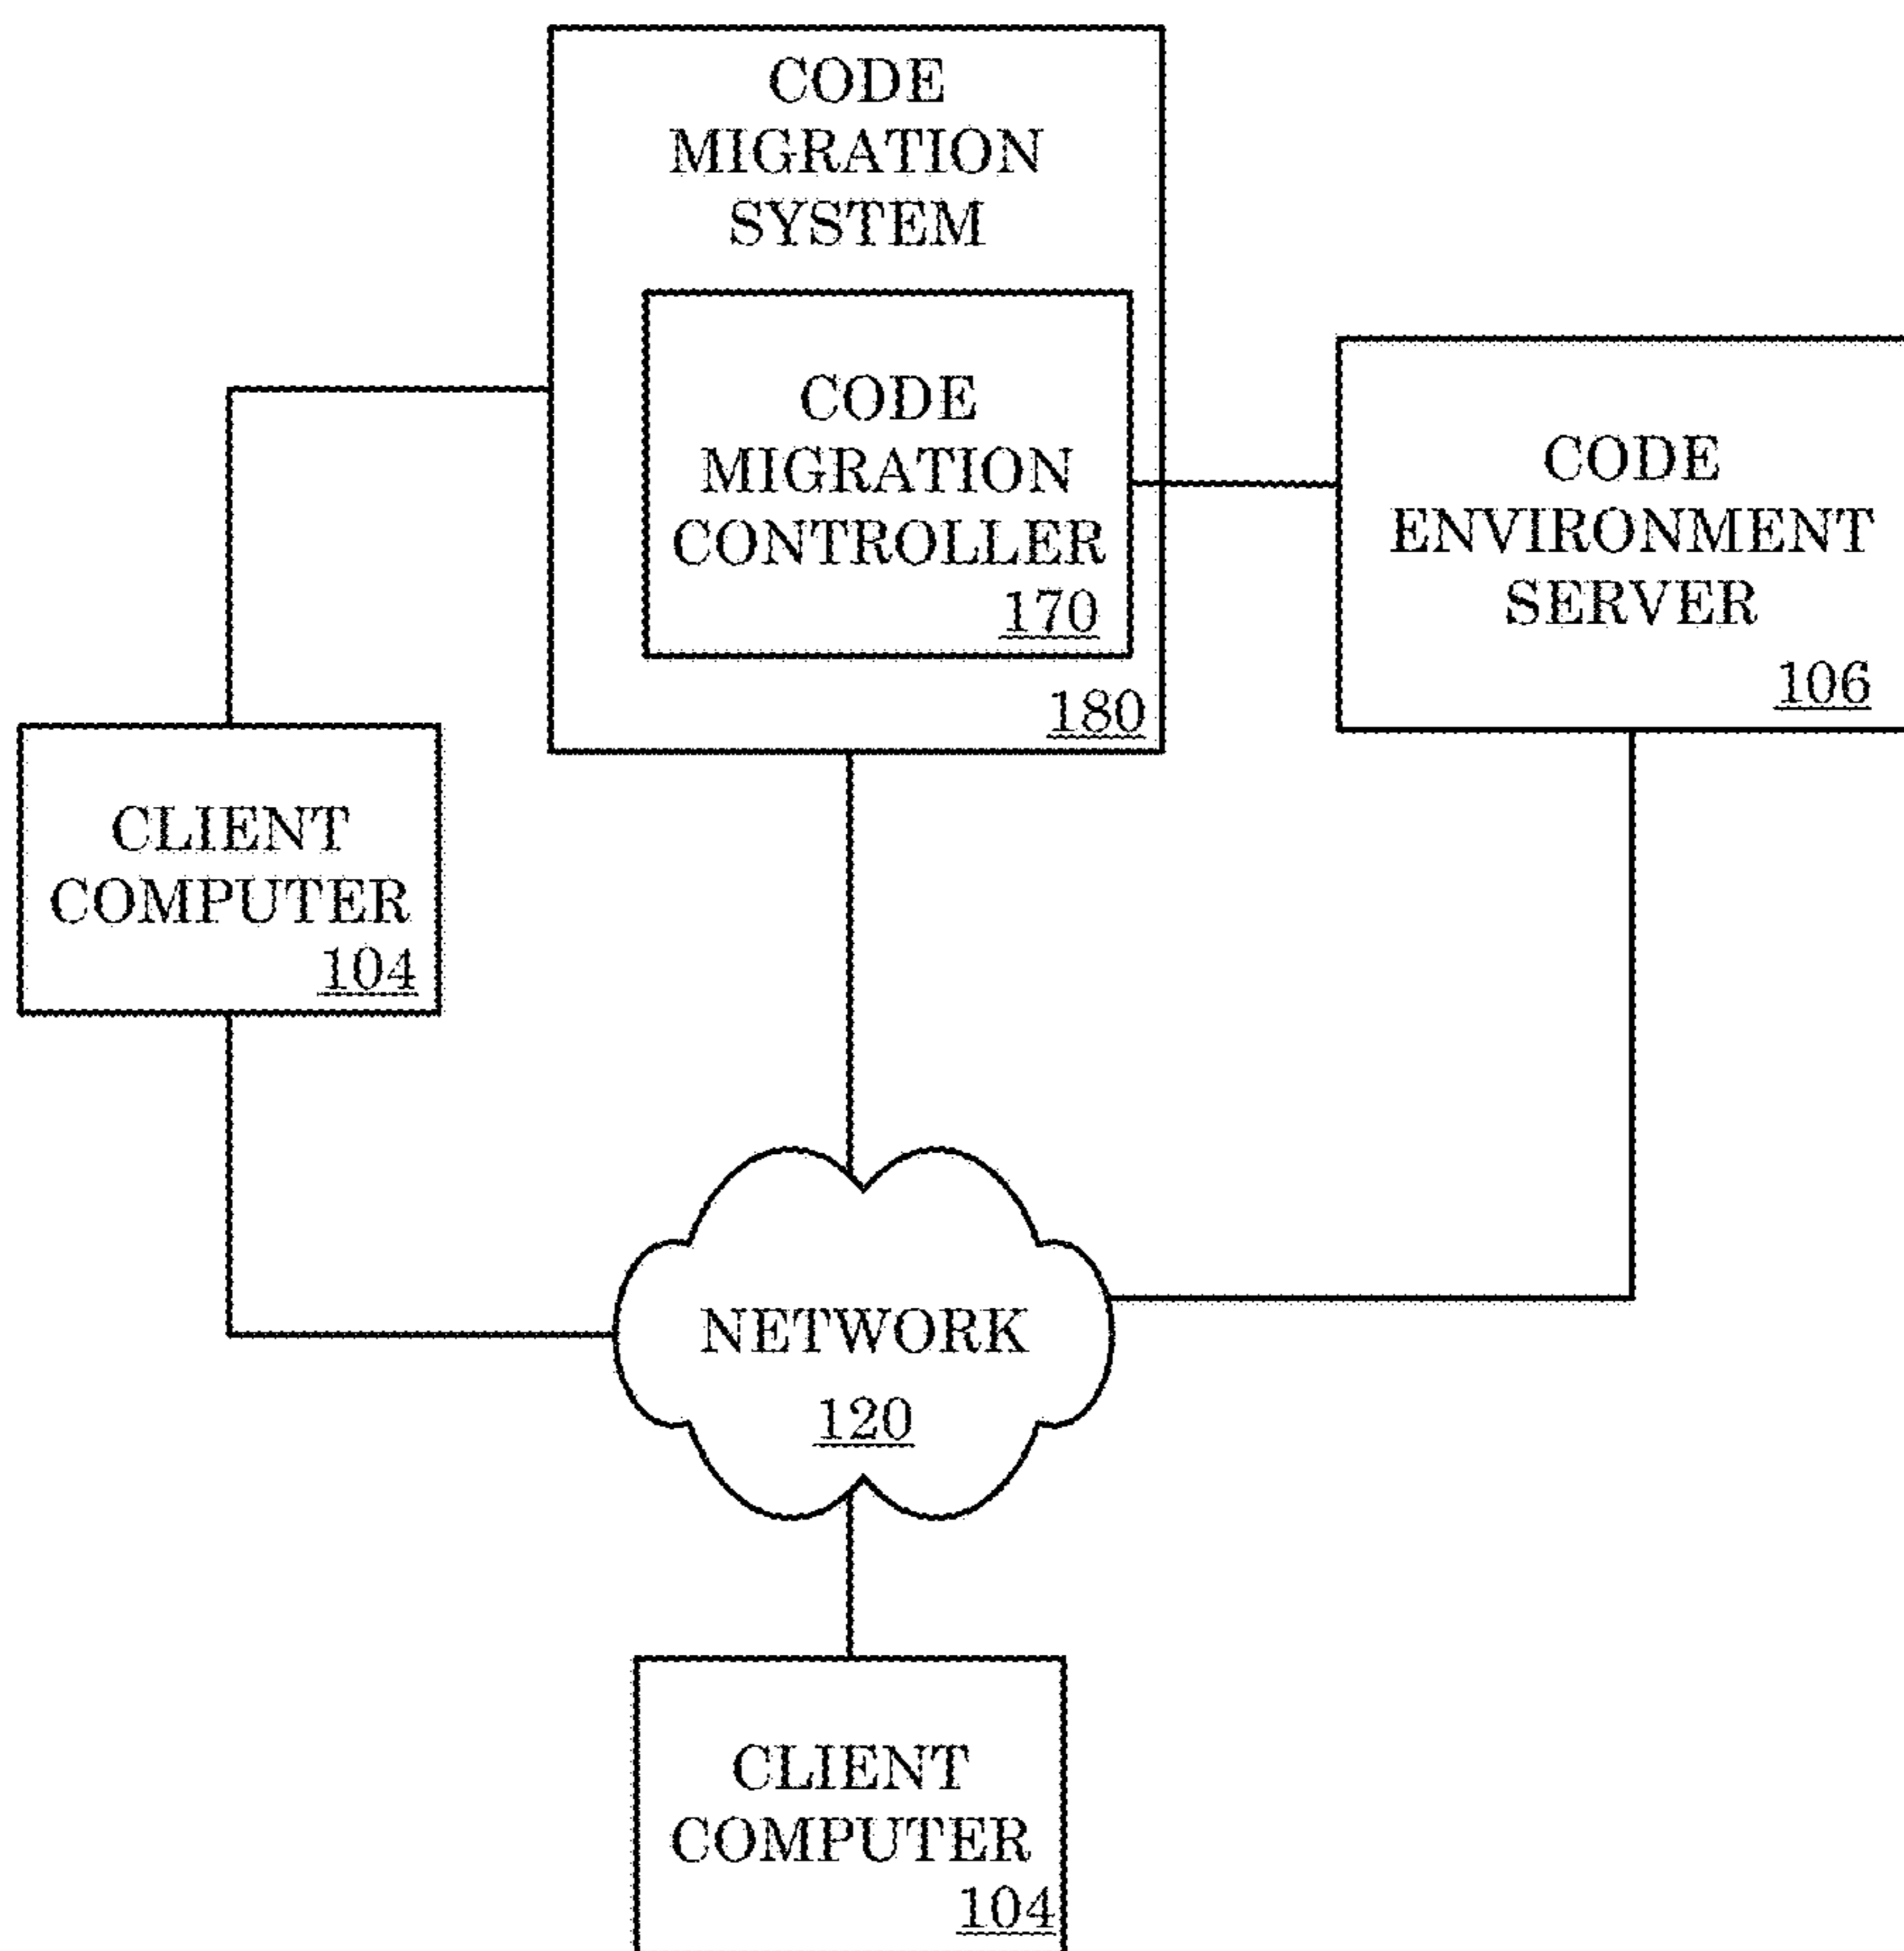 CODE
MIGRATION
SYSTEM
CODE
MIGRATION
CONTROLLER
170
180
CODE
ENVIRONMENT
SERVER
106
CLIENT
COMPUTER
104
NETWORK
120
CLIENT
COMPUTER
104